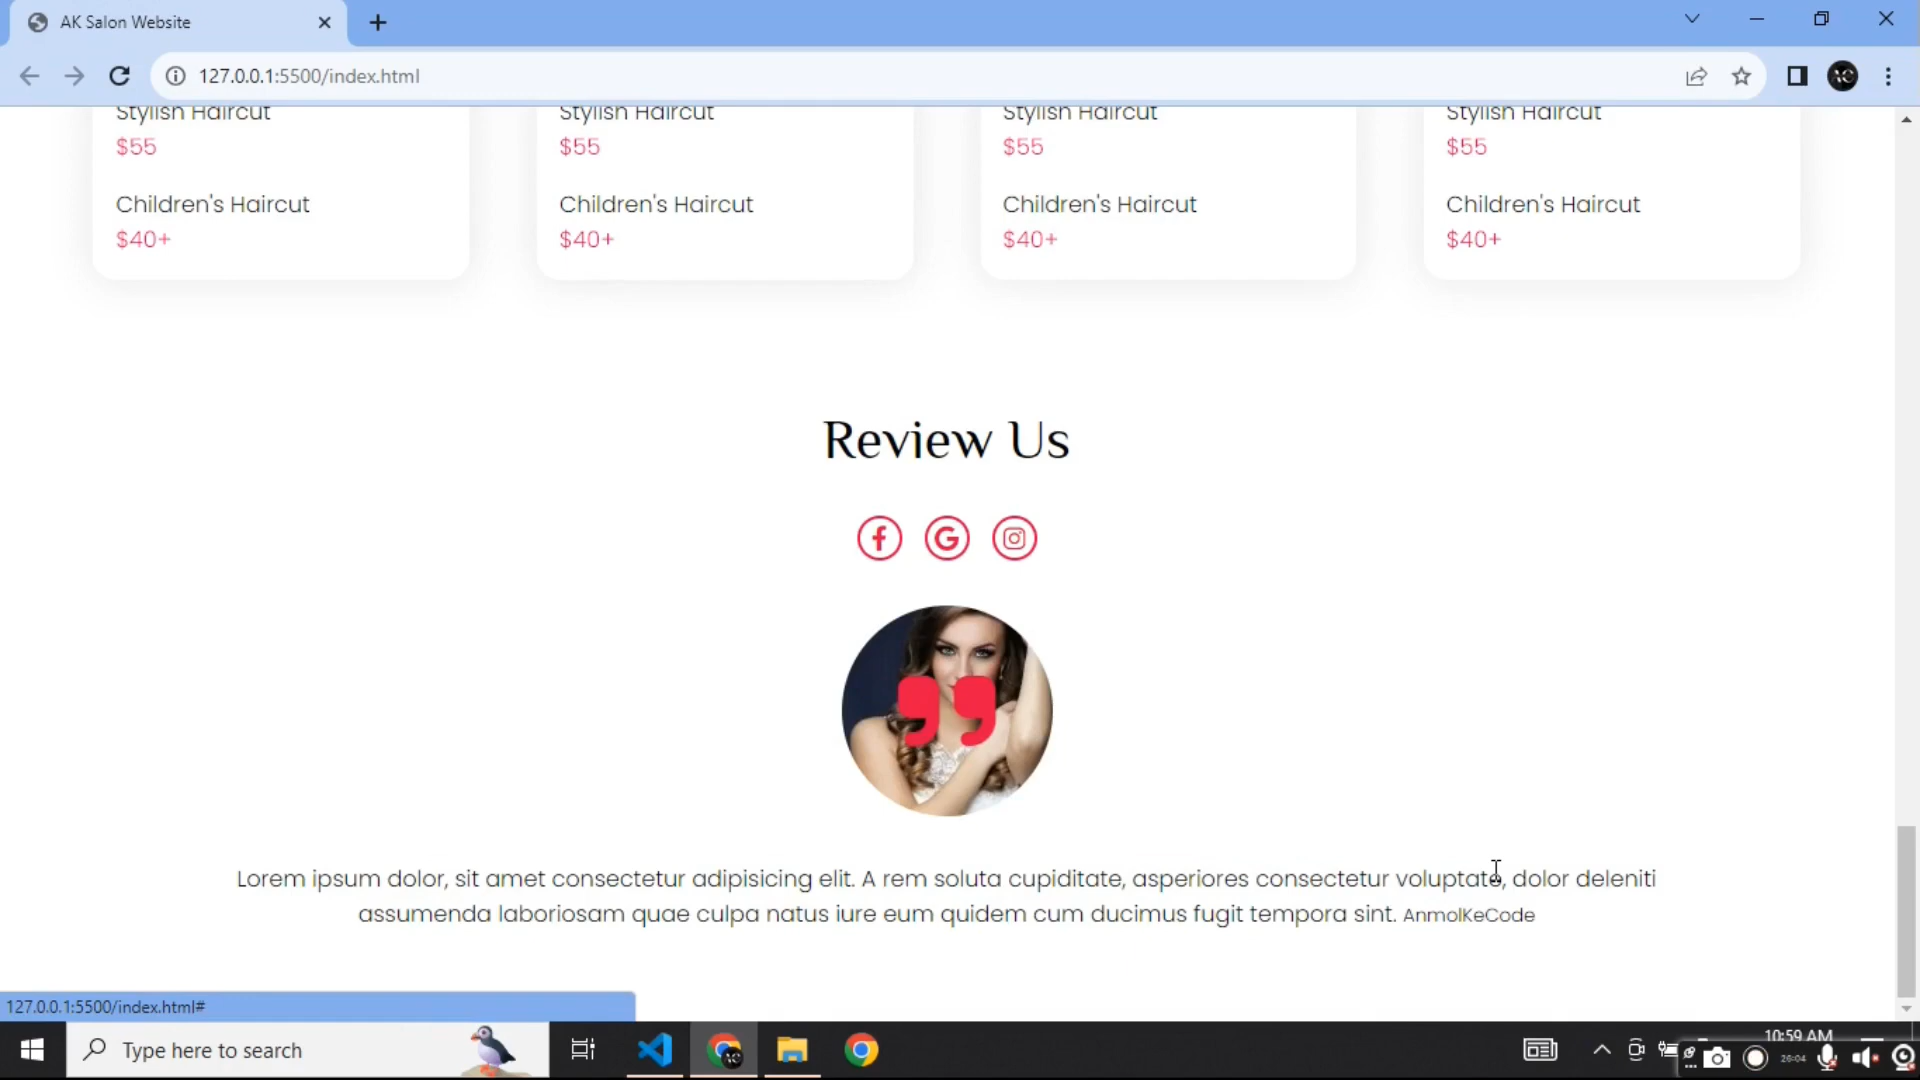 AK Salon Website
127.0.0.1:5500/index.html
Stylish Haircut Stylish Haircut Stylish Haircut Stylish Haircut
$55 $55 $55 $55
Children's Haircut Children's Haircut Children's Haircut Children's Haircut
$40+ $40+ $40+ $40+
Review Us
Lorem ipsum dolor, sit amet consectetur adipisicing elit. A rem soluta cupiditate, asperiores consectetur voluptate, dolor deleniti
assumenda laboriosam quae culpa natus iure eum quidem cum ducimus fugit tempora sint. AnmolKeCode
127.0.0.1:5500/index.html#
Type here to search
10:59 AM
26:04